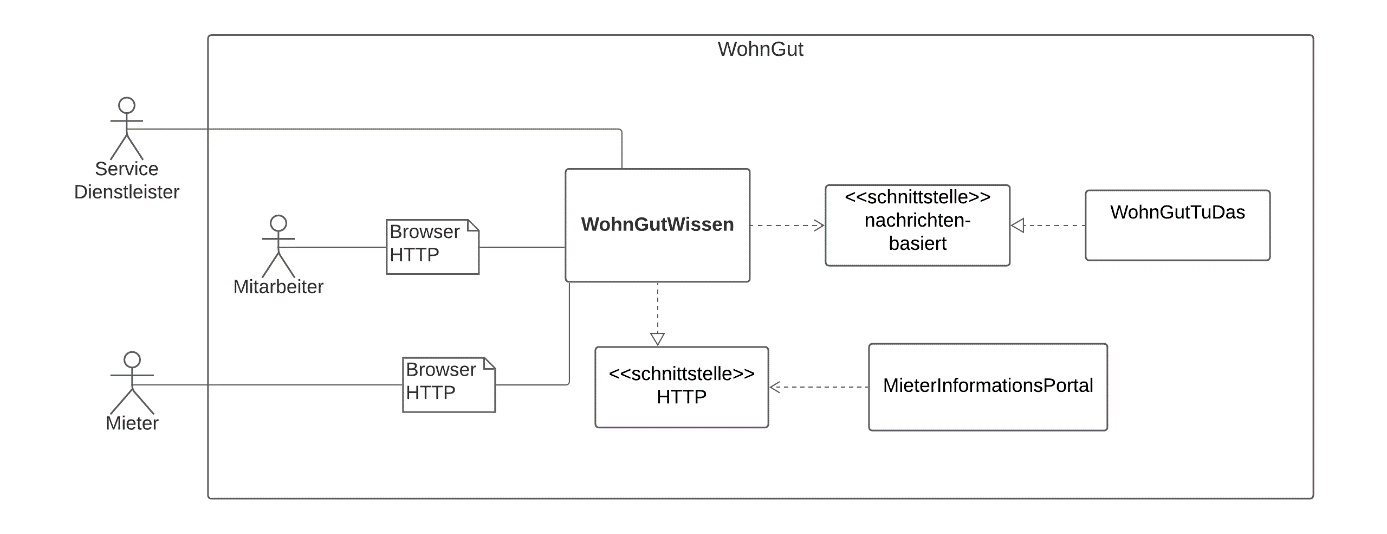 WohnGut
Service
Dienstleister
Mitarbeiter
Browser
HTTP
WohnGutWissen
<<schnittstelle>>
nachrichten-
basiert
WohnGutTuDas
Mieter
Browser
HTTP
<<schnittstelle>>
HTTP
MieterInformationsPortal